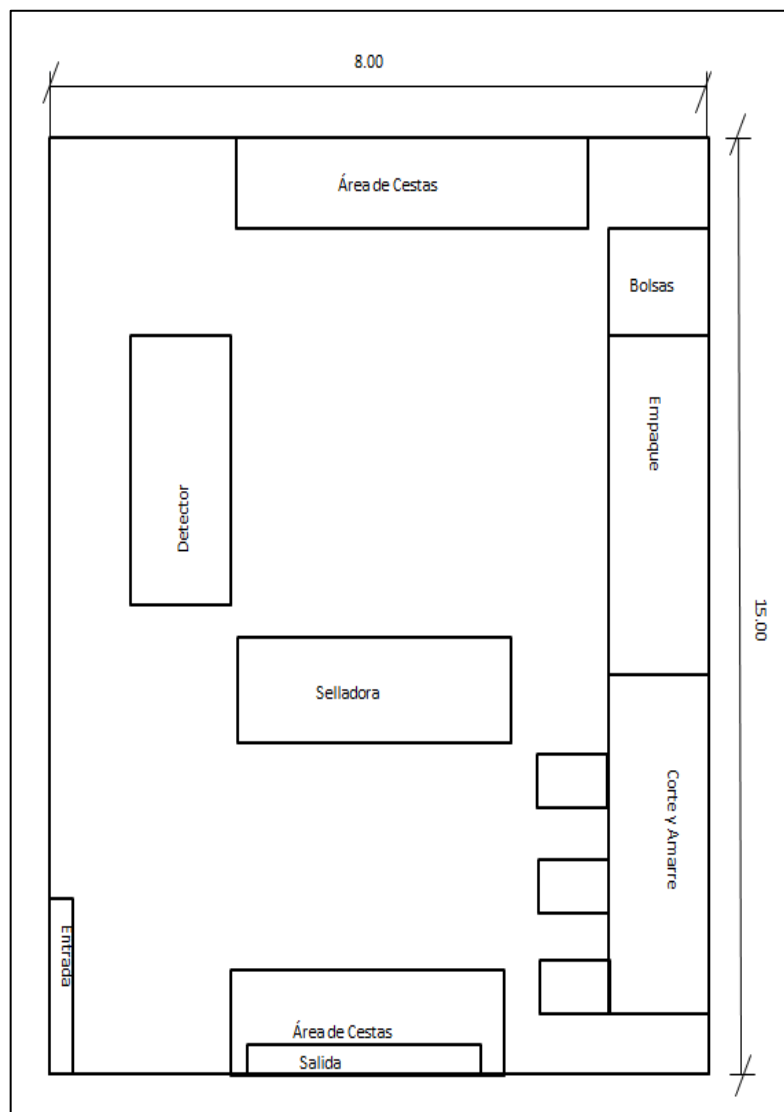 8.00
Área de Cestas
Bolsas
Empaque
Detector
15.00
Selladora
Corte y Amarre
Entrada
Área de Cestas
Salida